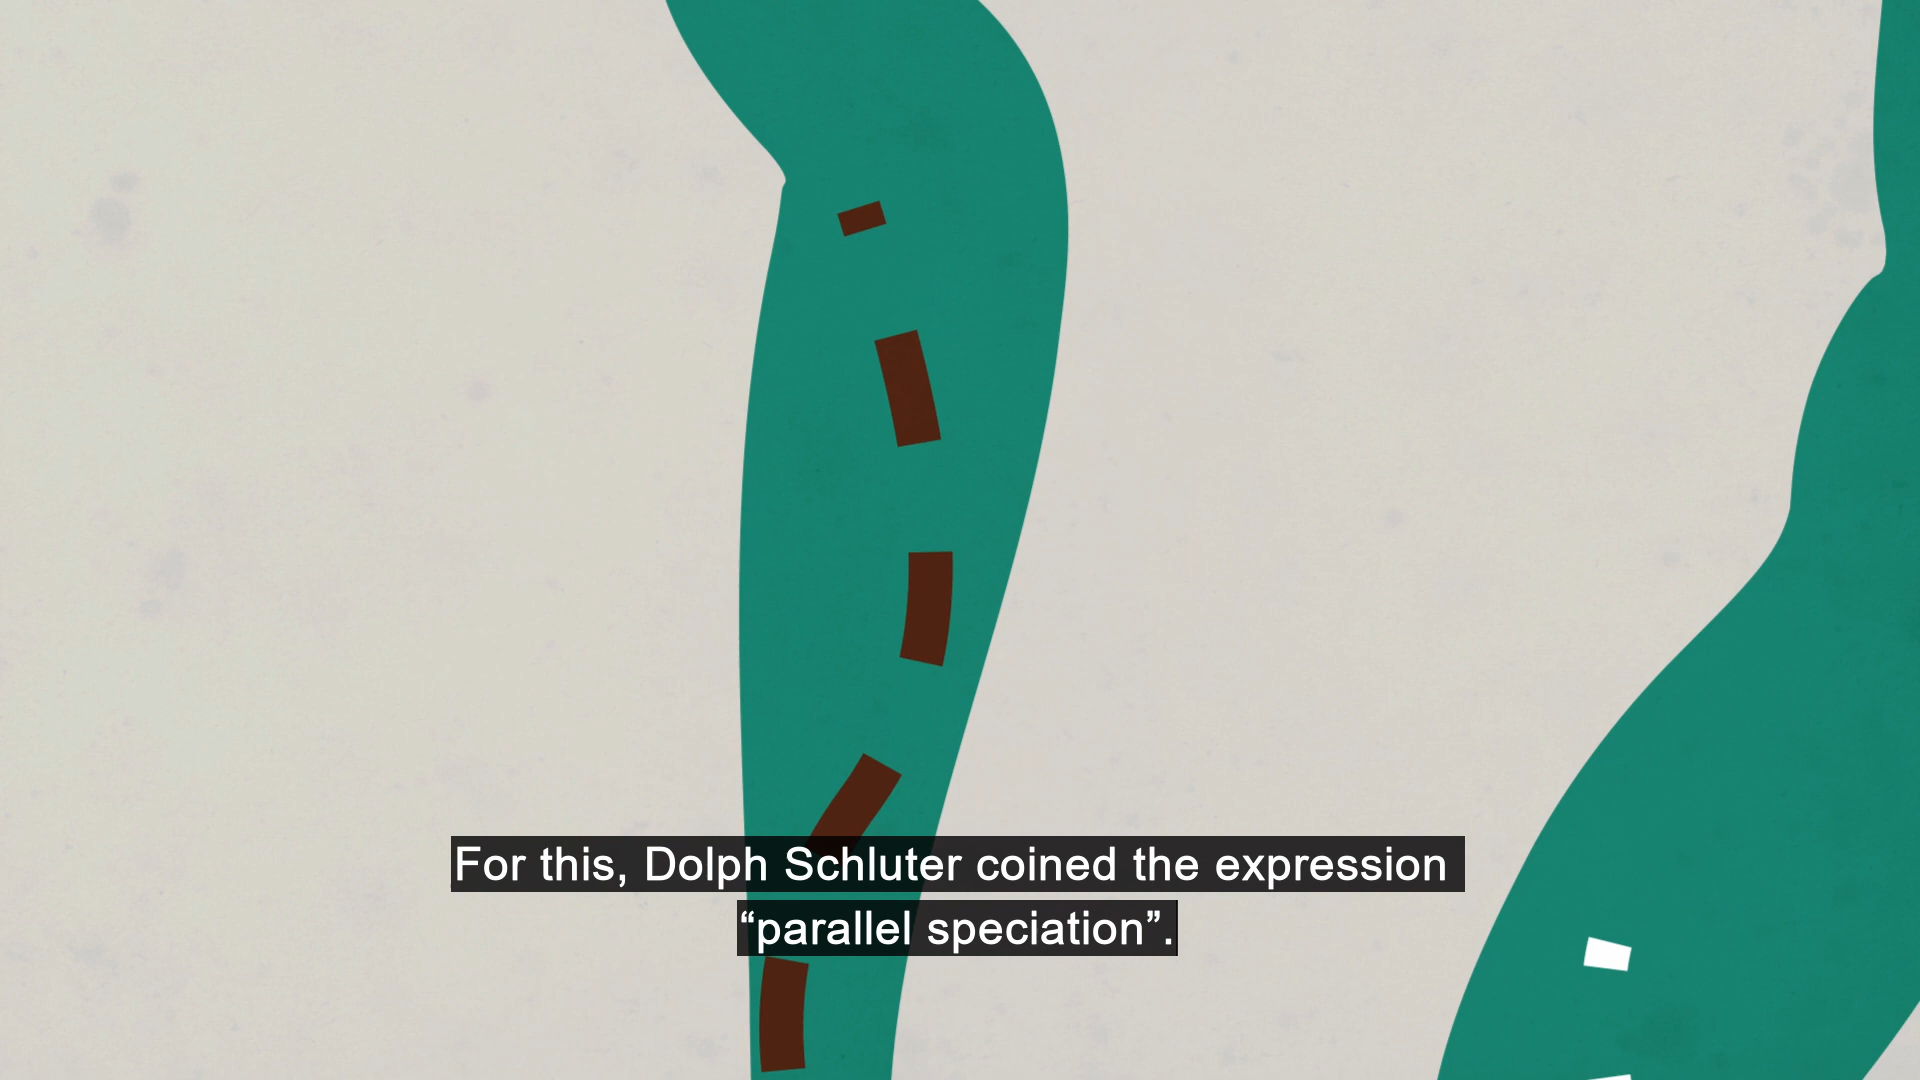 For this, Dolph Schluter coined the expression
“parallel speciation”.